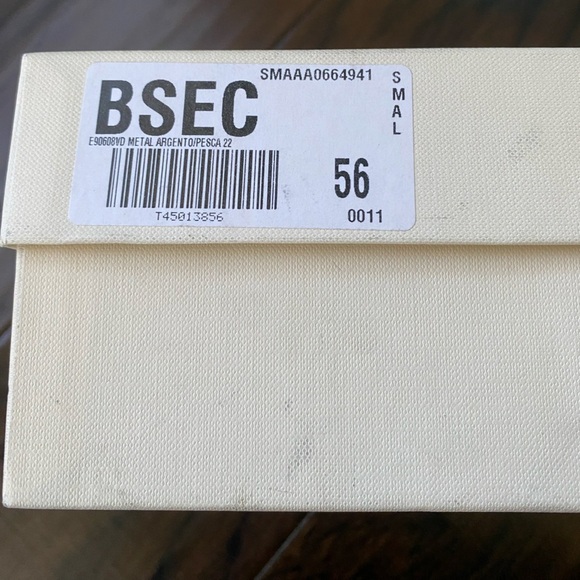 SMAAA0664941
BSEC
E90608VD METAL ARGENTO/PESCA 22
T45013856
56
0011
SMAL